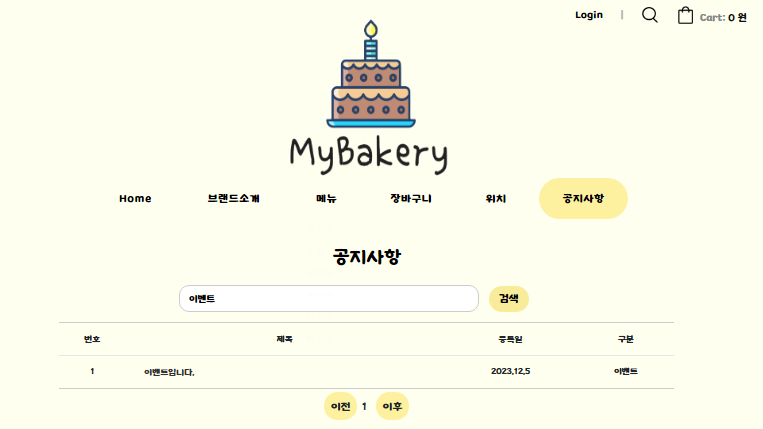 Login | Cart: 0 원
MyBakery
Home 브랜드소개 메뉴 장바구니 위치 공지사항
공지사항
이벤트 검색
번호 제목 등록일 구분
1 이벤트입니다. 2023.12.5 이벤트
이전 1 이후